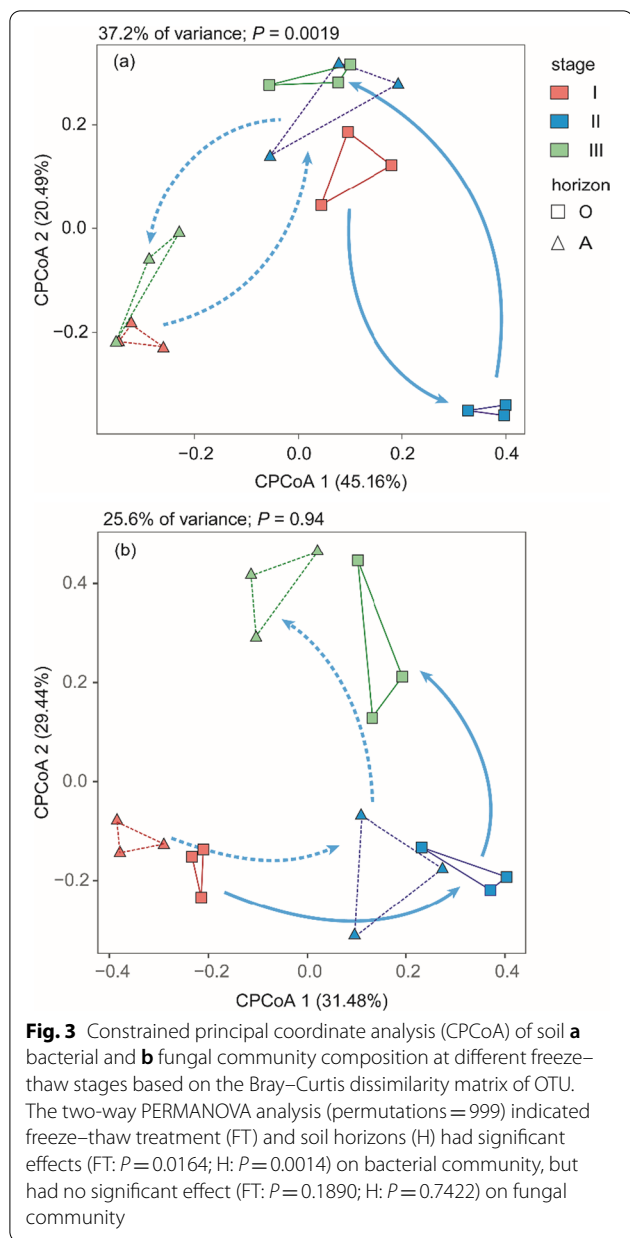 37.2% of variance; P = 0.0019
(a)
stage
I
II
III
horizon
O
A
0.2
0.0
−0.2
CPCoA 2 (20.49%)
−0.2
0.0
0.2
0.4
CPCoA 1 (45.16%)
25.6% of variance; P = 0.94
(b)
0.4
0.2
0.0
−0.2
CPCoA 2 (29.44%)
−0.4
−0.2
0.0
0.2
0.4
CPCoA 1 (31.48%)
Fig. 3 Constrained principal coordinate analysis (CPCoA) of soil a
bacterial and b fungal community composition at different freeze–
thaw stages based on the Bray–Curtis dissimilarity matrix of OTU.
The two-way PERMANOVA analysis (permutations = 999) indicated
freeze–thaw treatment (FT) and soil horizons (H) had significant
effects (FT: P = 0.0164; H: P = 0.0014) on bacterial community, but
had no significant effect (FT: P = 0.1890; H: P = 0.7422) on fungal
community